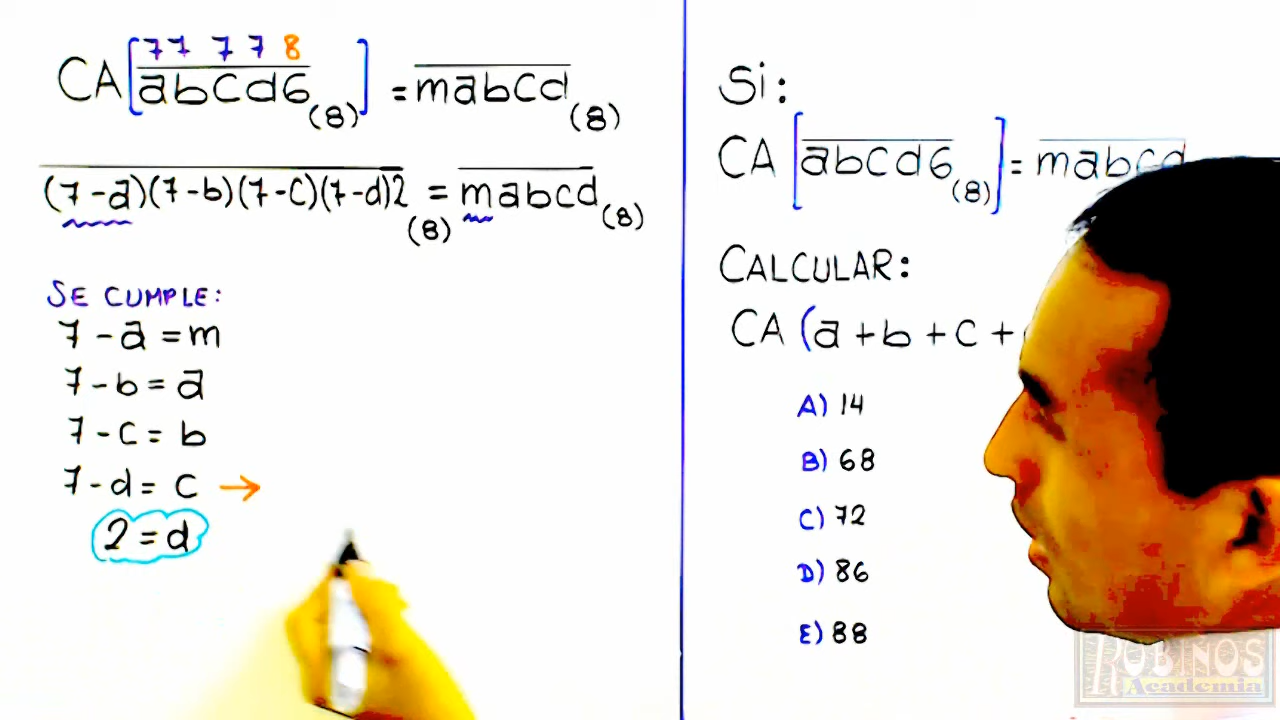 7 7 7 7 8
CA[abcd6(8)] = mabcd(8)
(7-a)(7-b)(7-c)(7-d)2(8) = mabcd(8)
SE CUMPLE:
7-a=m
7-b=a
7-c=b
7-d=c →
2=d
Si:
CA[abcd6(8)] = mabcd
CALCULAR:
CA(a+b+c+
A) 14
B) 68
C) 72
D) 86
E) 88
ROBINOS
Academia